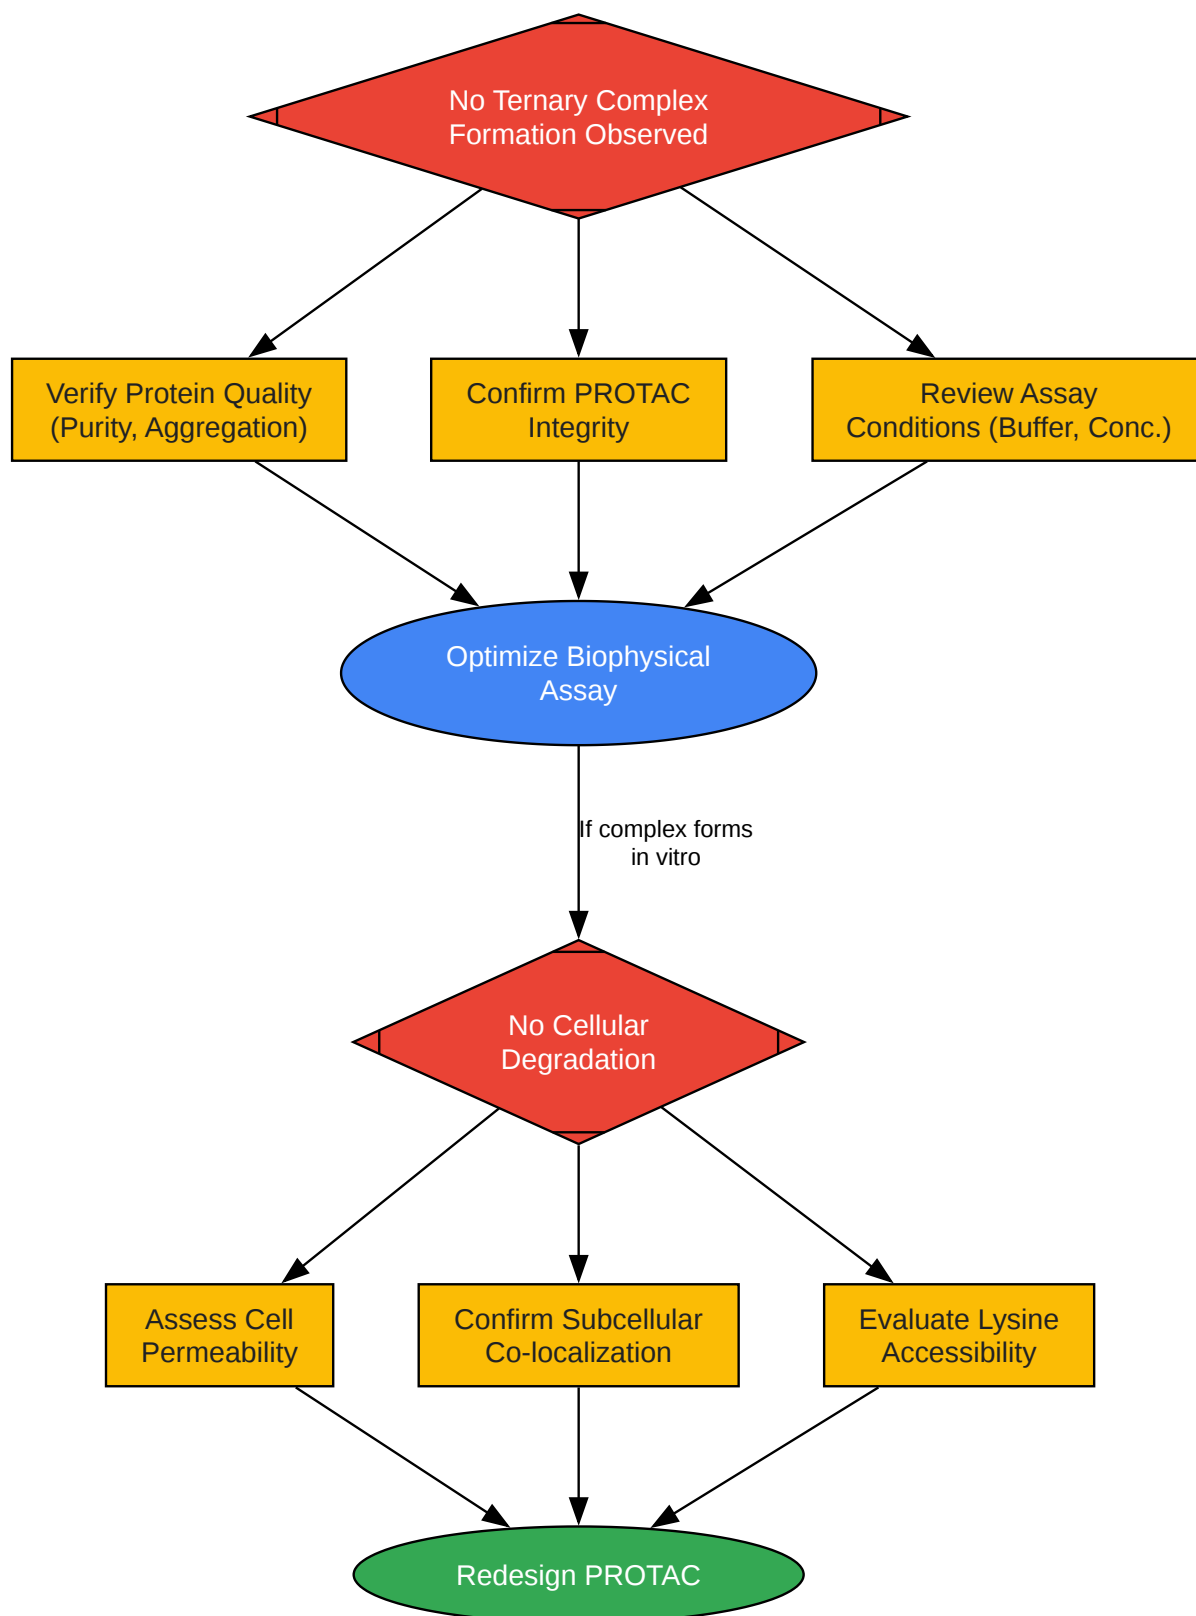 No Ternary Complex
Formation Observed
Verify Protein Quality
(Purity, Aggregation)
Confirm PROTAC
Integrity
Review Assay
Conditions (Buffer, Conc.)
Optimize Biophysical
Assay
If complex forms
in vitro
No Cellular
Degradation
Assess Cell
Permeability
Confirm Subcellular
Co-localization
Evaluate Lysine
Accessibility
Redesign PROTAC